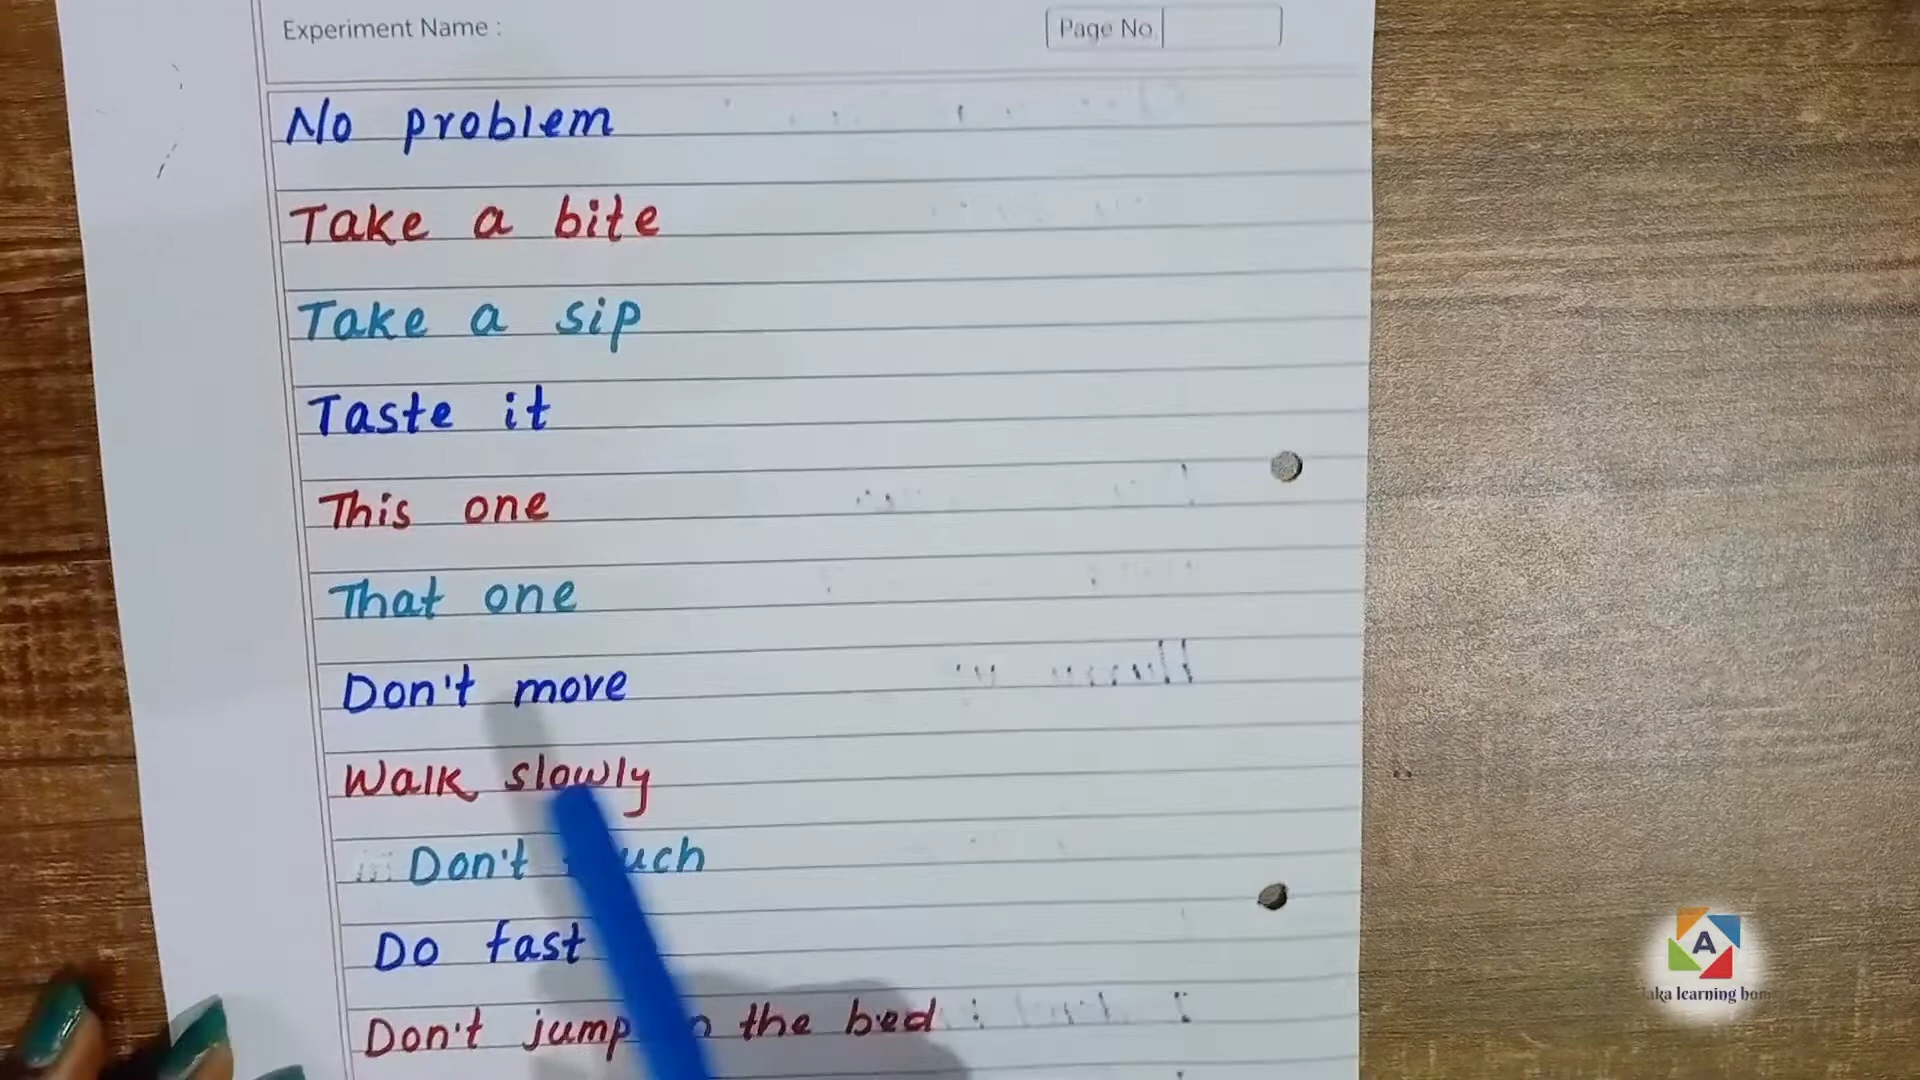 Experiment Name :
Page No.
No problem
Take a bite
Take a sip
Taste it
This one
That one
Don't move
Walk slowly
Don't
Do fast
Don't jump the bed
A
learning